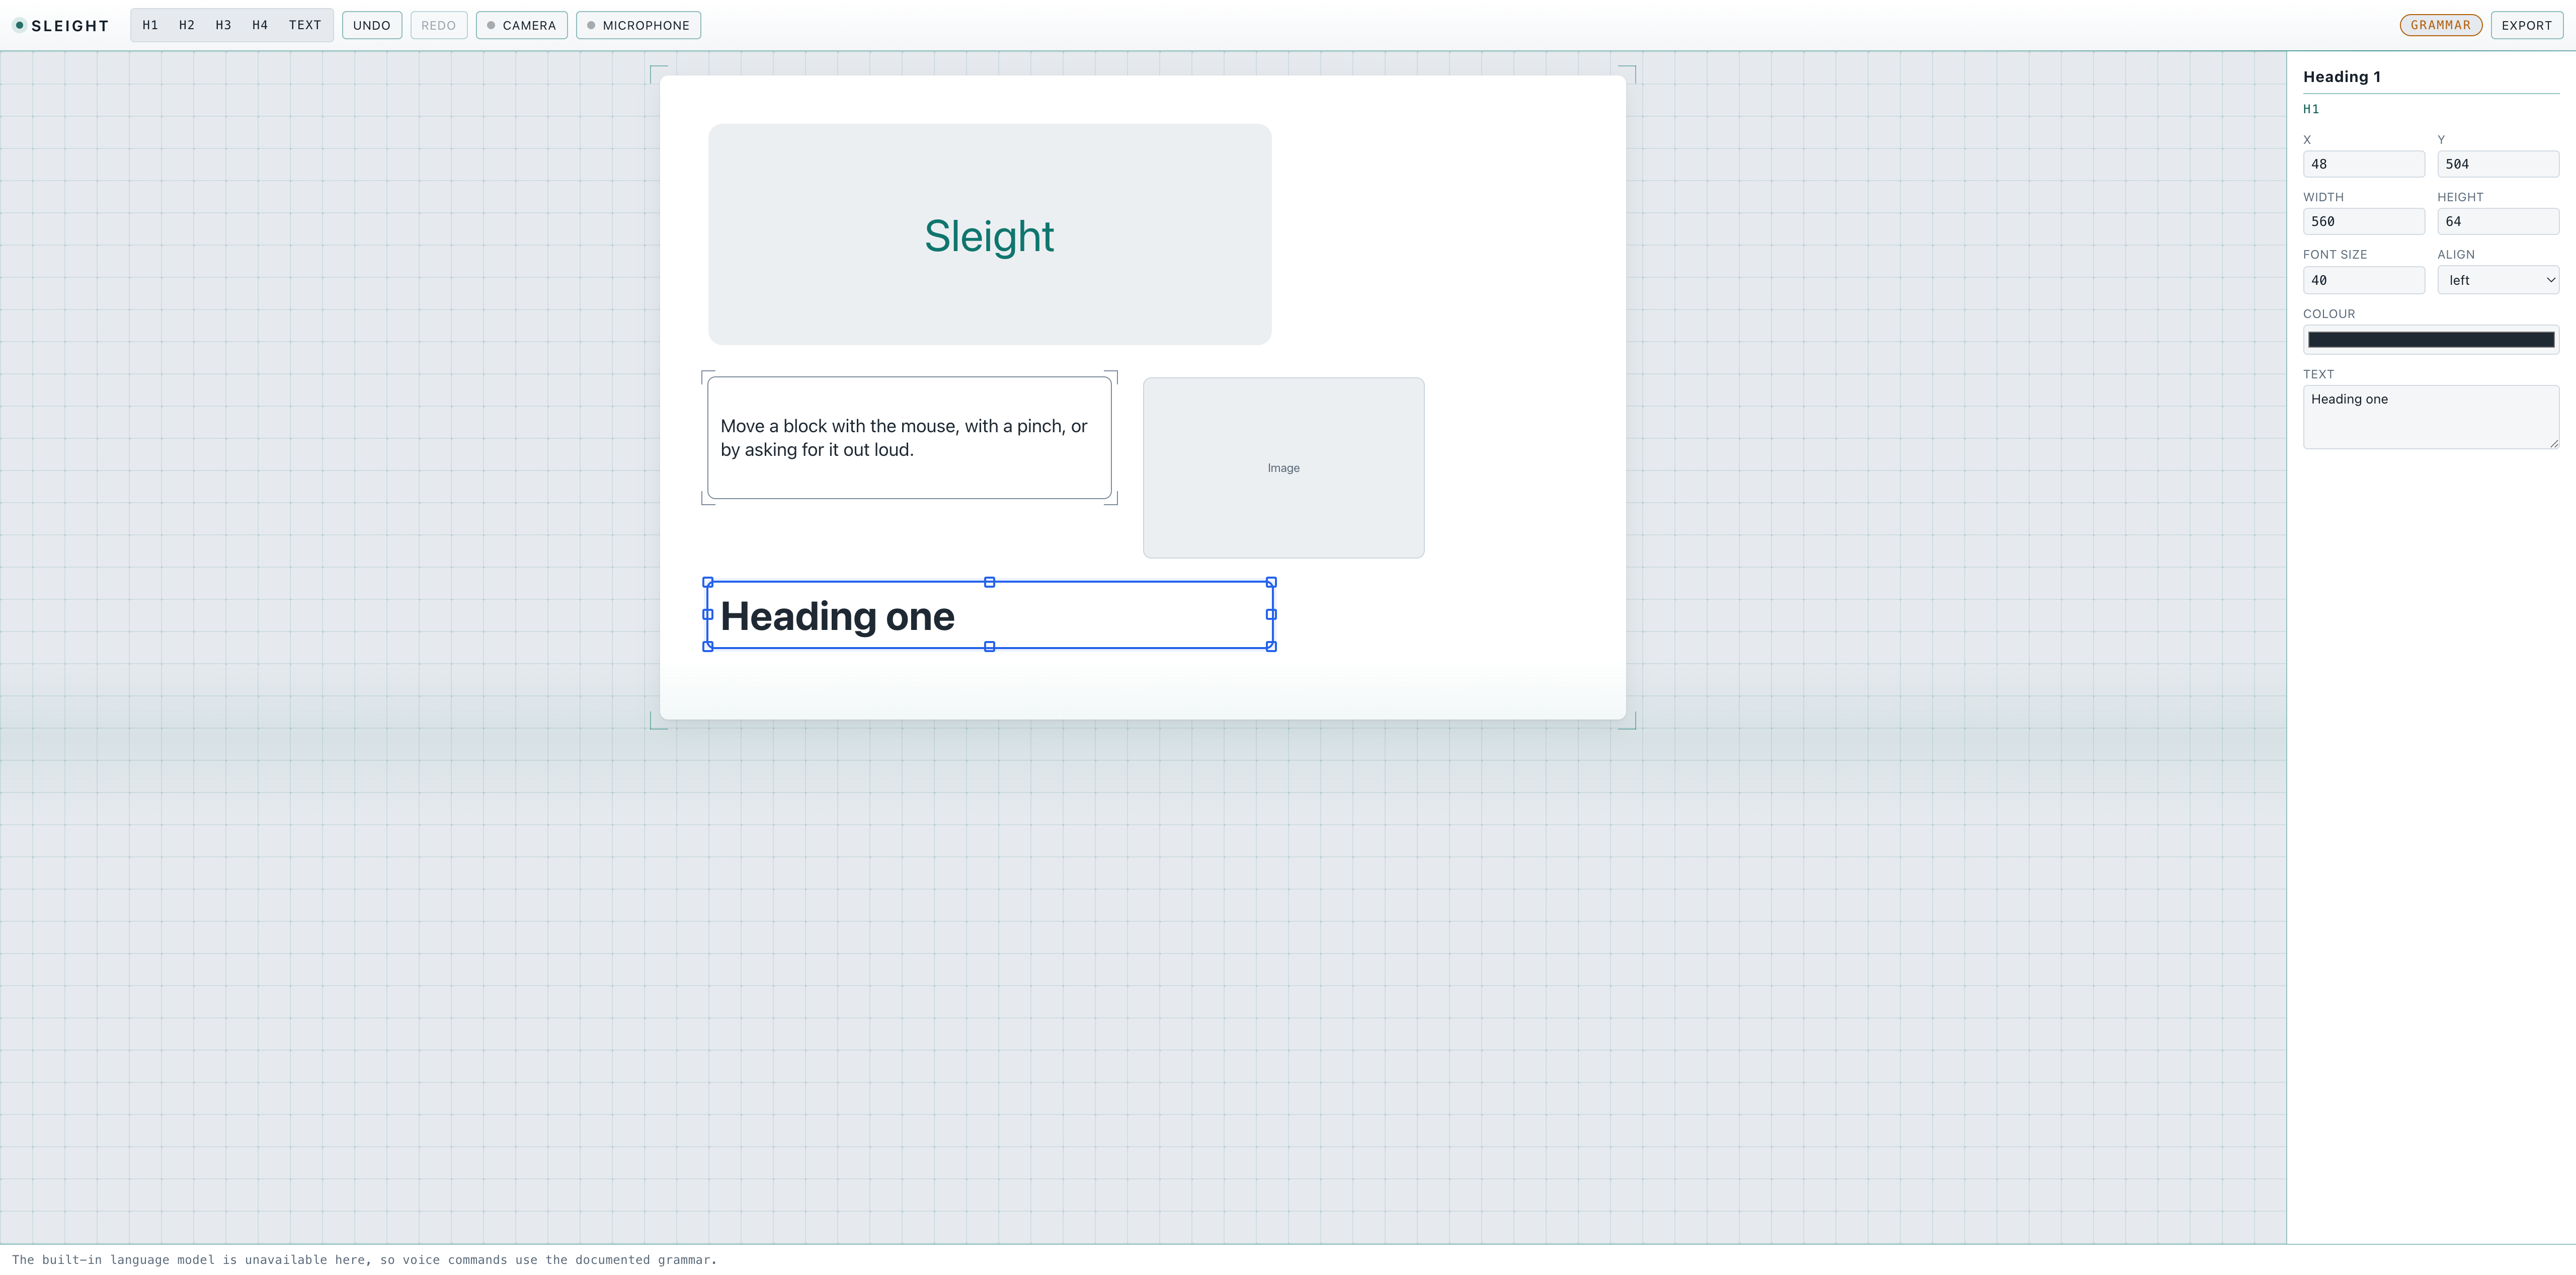 SLEIGHT H1 H2 H3 H4 TEXT UNDO REDO CAMERA MICROPHONE GRAMMAR EXPORT
Sleight
Move a block with the mouse, with a pinch, or
by asking for it out loud.
Image
Heading one
Heading 1
H1
X Y
48 504
WIDTH HEIGHT
560 64
FONT SIZE ALIGN
40 left
COLOUR
TEXT
Heading one
The built-in language model is unavailable here, so voice commands use the documented grammar.